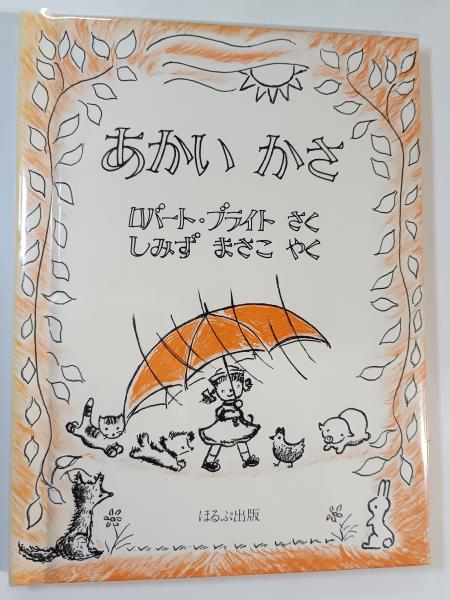 あかい かさ
ロバート・ブライト さく
しみず まさこ やく
ほるぷ出版